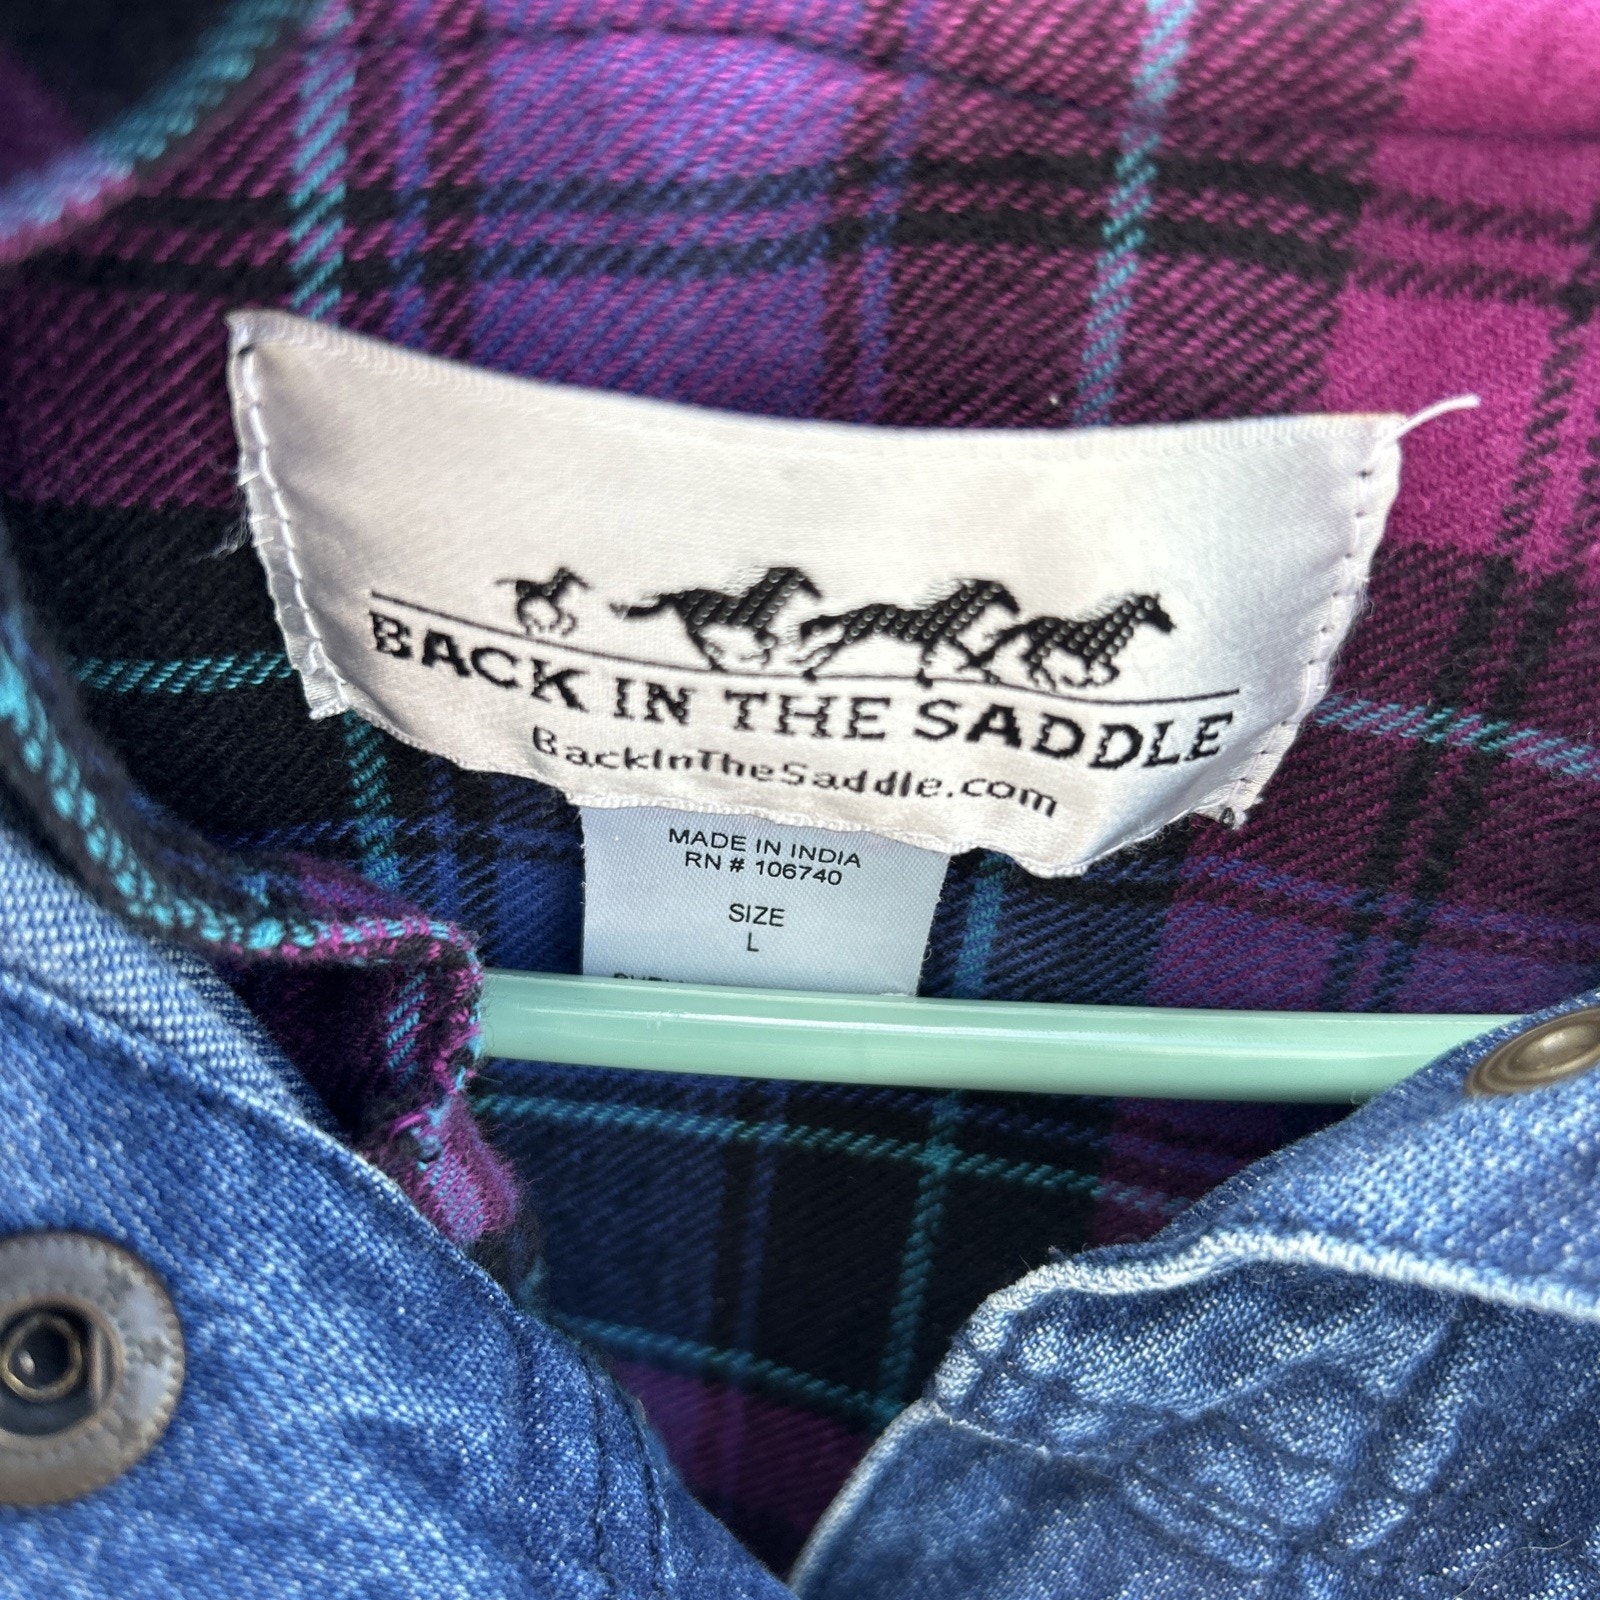 BACK IN THE SADDLE
BackInTheSaddle.com
MADE IN INDIA
RN # 106740
SIZE
L